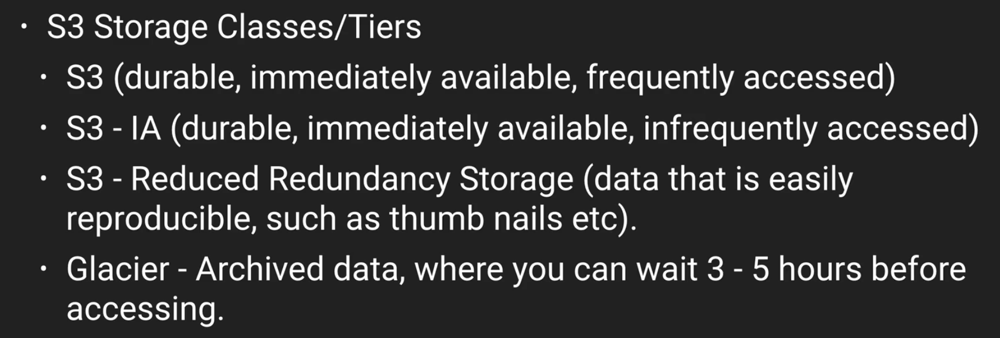 • S3 Storage Classes/Tiers
• S3 (durable, immediately available, frequently accessed)
• S3 - IA (durable, immediately available, infrequently accessed)
• S3 - Reduced Redundancy Storage (data that is easily
reproducible, such as thumb nails etc).
• Glacier - Archived data, where you can wait 3 - 5 hours before
accessing.